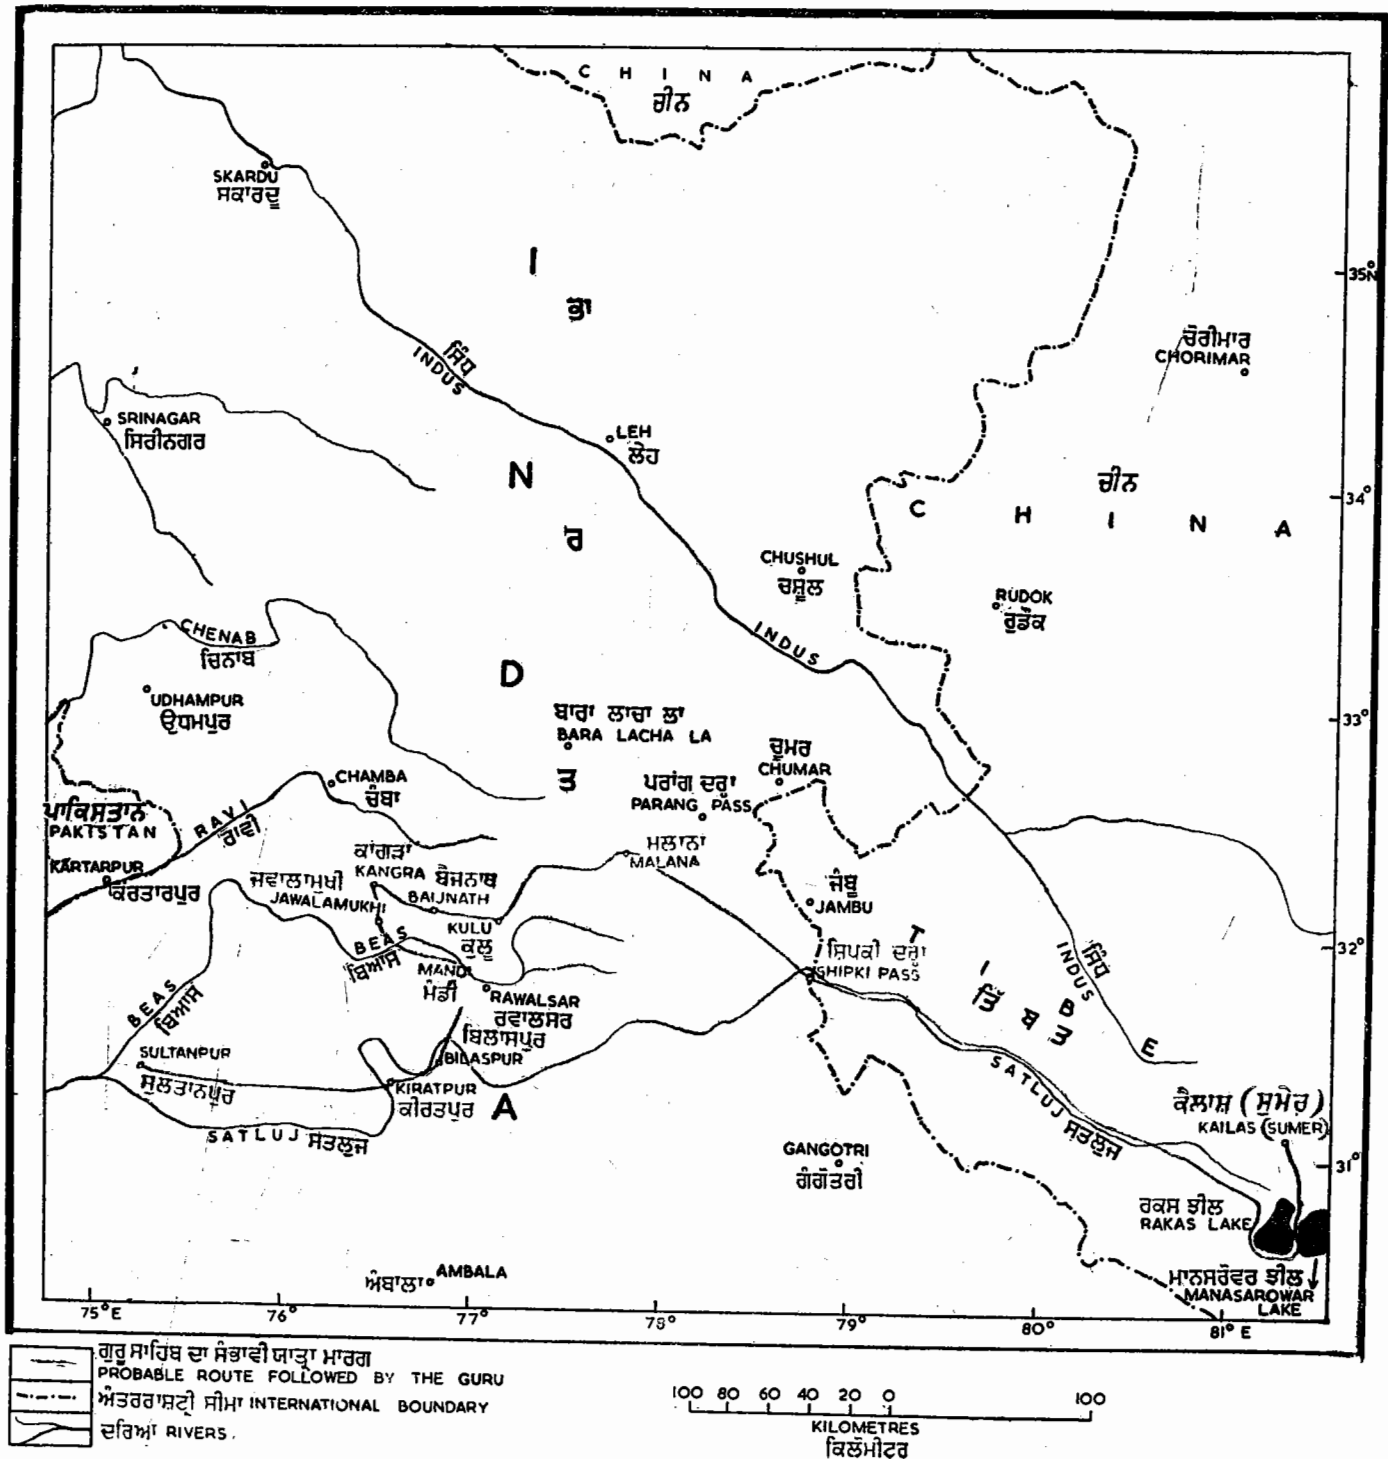 CHINA
ਚੀਨ
SKARDU
ਸਕਾਰਦੂ
I
ਭਾ
35°N
ਚੋਰੀਮਾਰ
CHORIMAR
ਸਿੰਧ
INDUS
SRINAGAR
ਸਿਰੀਨਗਰ
LEH
ਲੇਹ
N
ਰ
ਚੀਨ
CHINA
34°
CHUSHUL
ਚਸ਼ੂਲ
RUDOK
ਰੁਡੋਕ
CHENAB
ਚਿਨਾਬ
INDUS
UDHAMPUR
ਉਧਮਪੁਰ
D
ਬਾਰਾ ਲਾਚਾ ਲਾ
BARA LACHA LA
ਤ
33°
ਚੂਮਰ
CHUMAR
ਪਰਾਂਗ ਦਰ੍ਹਾ
PARANG PASS
CHAMBA
ਚੰਬਾ
ਪਾਕਿਸਤਾਨ
PAKISTAN
RAVI
ਰਾਵੀ
KARTARPUR
ਕਰਤਾਰਪੁਰ
ਕਾਂਗੜਾ
KANGRA
ਬੈਜਨਾਥ
BAIJNATH
ਮਲਾਨਾ
MALANA
ਜਵਾਲਾਮੁਖੀ
JAWALAMUKHI
KULU
ਕੁਲੂ
ਜੰਬੂ
JAMBU
BEAS
ਬਿਆਸ
MANDI
ਮੰਡੀ
RAWALSAR
ਰਵਾਲਸਰ
ਸ਼ਿਪਕੀ ਦਰ੍ਹਾ
SHIPKI PASS
TIBET
ਤਿੱਬਤ
ਸਿੰਧ
INDUS
32°
BEAS
ਬਿਆਸ
SULTANPUR
ਸੁਲਤਾਨਪੁਰ
ਬਿਲਾਸਪੁਰ
BILASPUR
KIRATPUR
ਕੀਰਤਪੁਰ
A
SATLUJ ਸਤਲੁਜ
SATLUJ
ਸਤਲੁਜ
ਕੈਲਾਸ਼ (ਸੁਮੇਰ)
KAILAS (SUMER)
31°
GANGOTRI
ਗੰਗੋਤਰੀ
ਰਕਸ ਝੀਲ
RAKAS LAKE
ਮਾਨਸਰੋਵਰ ਝੀਲ
MANASAROWAR
LAKE
ਅੰਬਾਲਾ AMBALA
75°E 76° 77° 78° 79° 80° 81°E
ਗੁਰੂ ਸਾਹਿਬ ਦਾ ਸੰਭਾਵੀ ਯਾਤ੍ਰਾ ਮਾਰਗ
PROBABLE ROUTE FOLLOWED BY THE GURU
ਅੰਤਰਰਾਸ਼ਟ੍ਰੀ ਸੀਮਾ INTERNATIONAL BOUNDARY
ਦਰਿਆ RIVERS.
100 80 60 40 20 0 100
KILOMETRES
ਕਿਲੋਮੀਟਰ